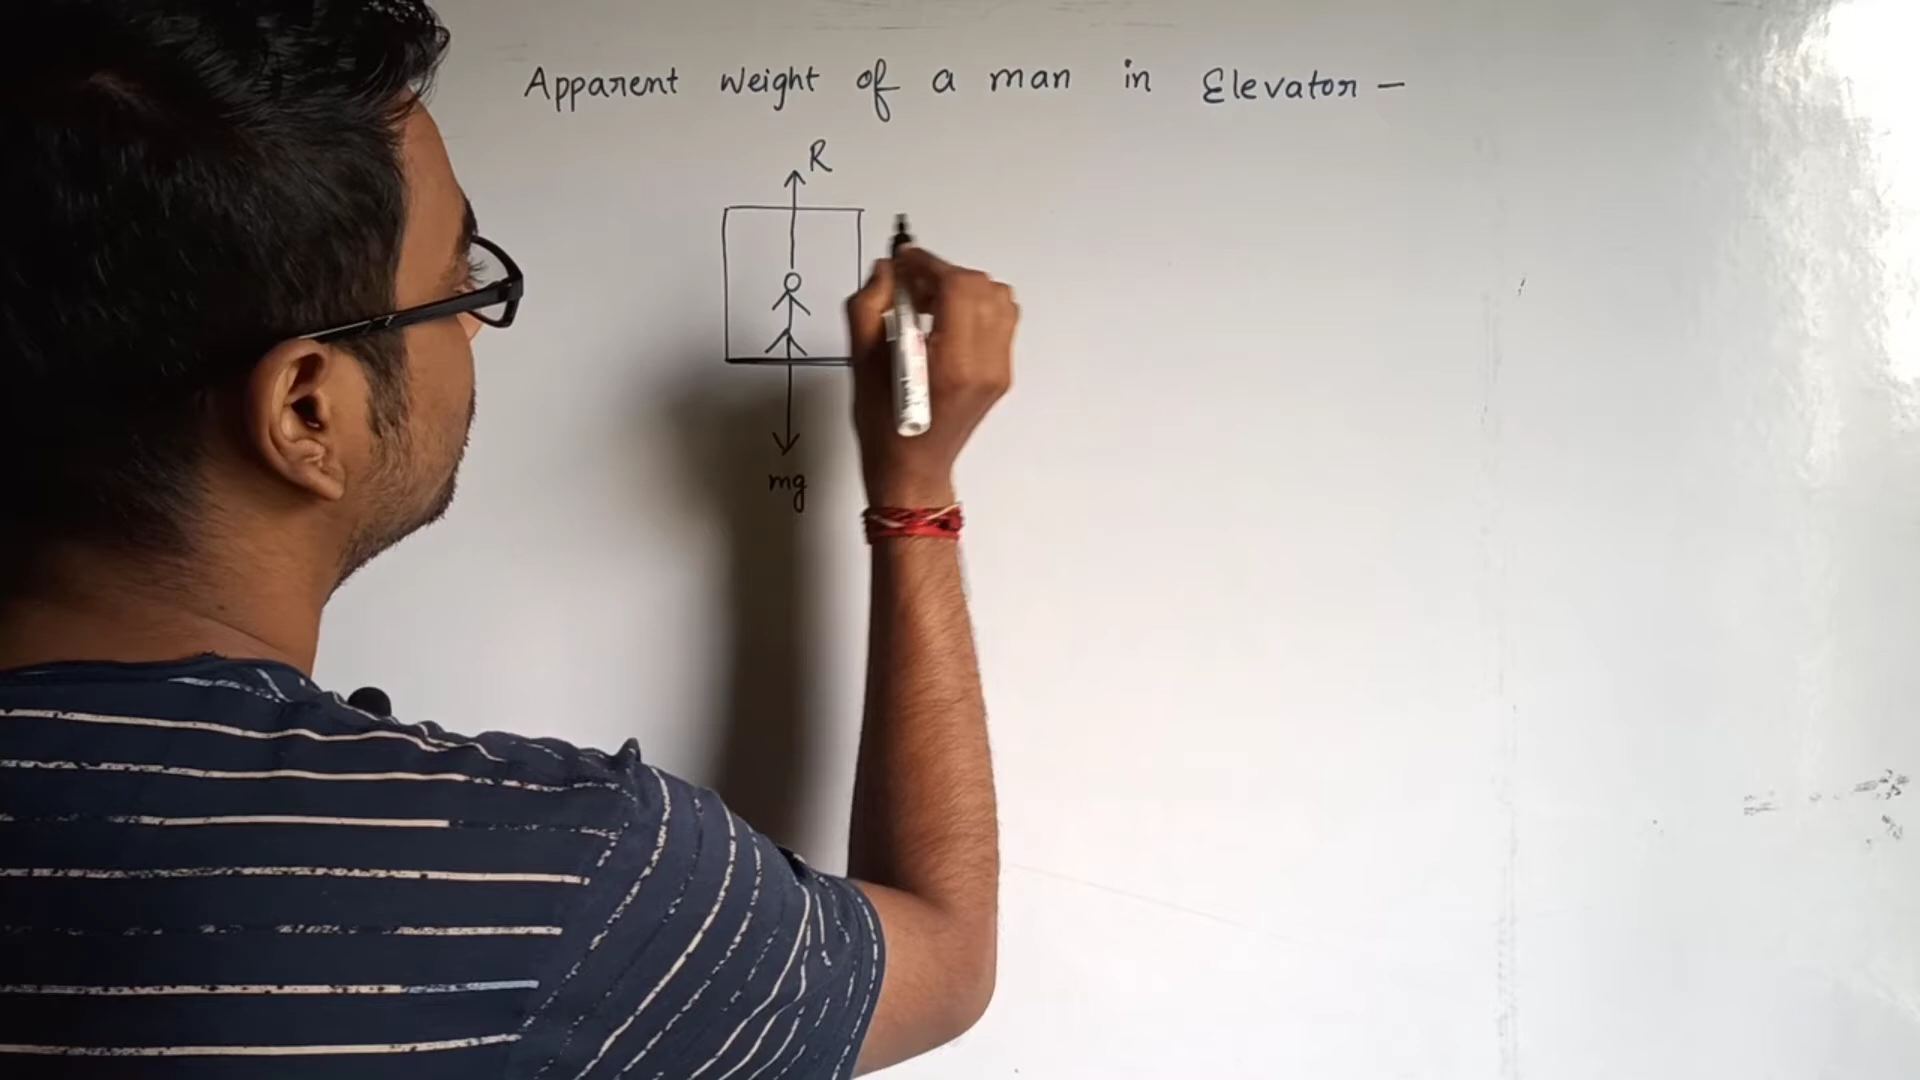 Apparent Weight of a man in Elevator -
R
mg